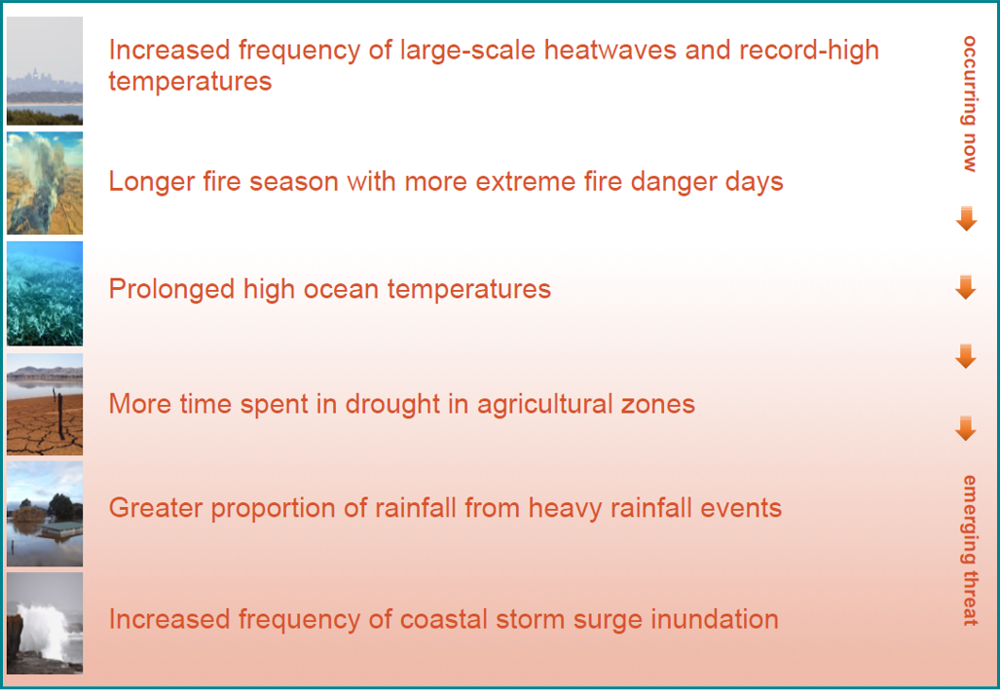 Increased frequency of large-scale heatwaves and record-high
temperatures
occurring now
Longer fire season with more extreme fire danger days
Prolonged high ocean temperatures
More time spent in drought in agricultural zones
Greater proportion of rainfall from heavy rainfall events
emerging threat
Increased frequency of coastal storm surge inundation